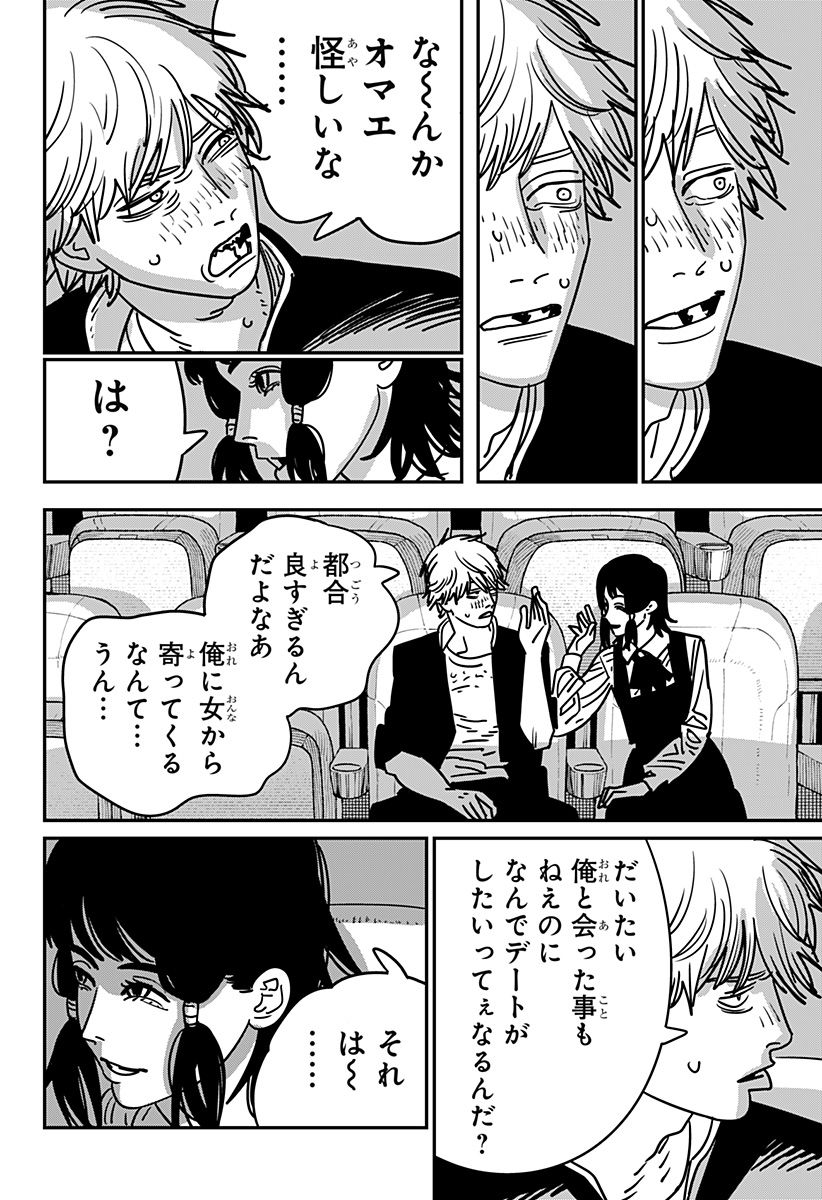 な〜んか
オマエ
怪しいな
……
は？
都合
良すぎるん
だよなあ
俺に女から
寄ってくる
なんて…
うん…
だいたい
俺と会った事も
ねえのに
なんでデートが
したいってぇなるんだ？
それ
は〜
……